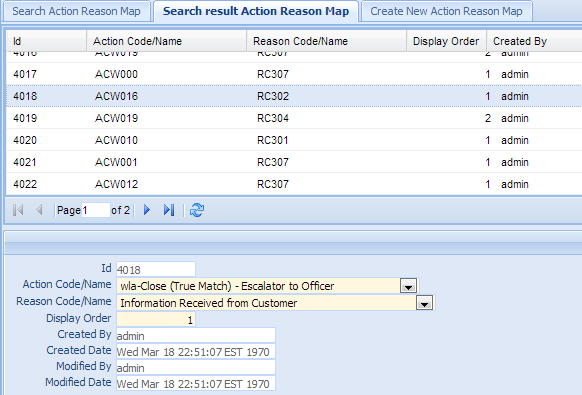 Search Action Reason Map Search result Action Reason Map Create New Action Reason Map
Id Action Code/Name Reason Code/Name Display Order Created By
4016 ACW019 RC307 2 admin
4017 ACW000 RC307 1 admin
4018 ACW016 RC302 1 admin
4019 ACW019 RC304 2 admin
4020 ACW010 RC301 1 admin
4021 ACW001 RC307 1 admin
4022 ACW012 RC307 1 admin
Page 1 of 2
Id 4018
Action Code/Name wla-Close (True Match) - Escalator to Officer
Reason Code/Name Information Received from Customer
Display Order 1
Created By admin
Created Date Wed Mar 18 22:51:07 EST 1970
Modified By admin
Modified Date Wed Mar 18 22:51:07 EST 1970